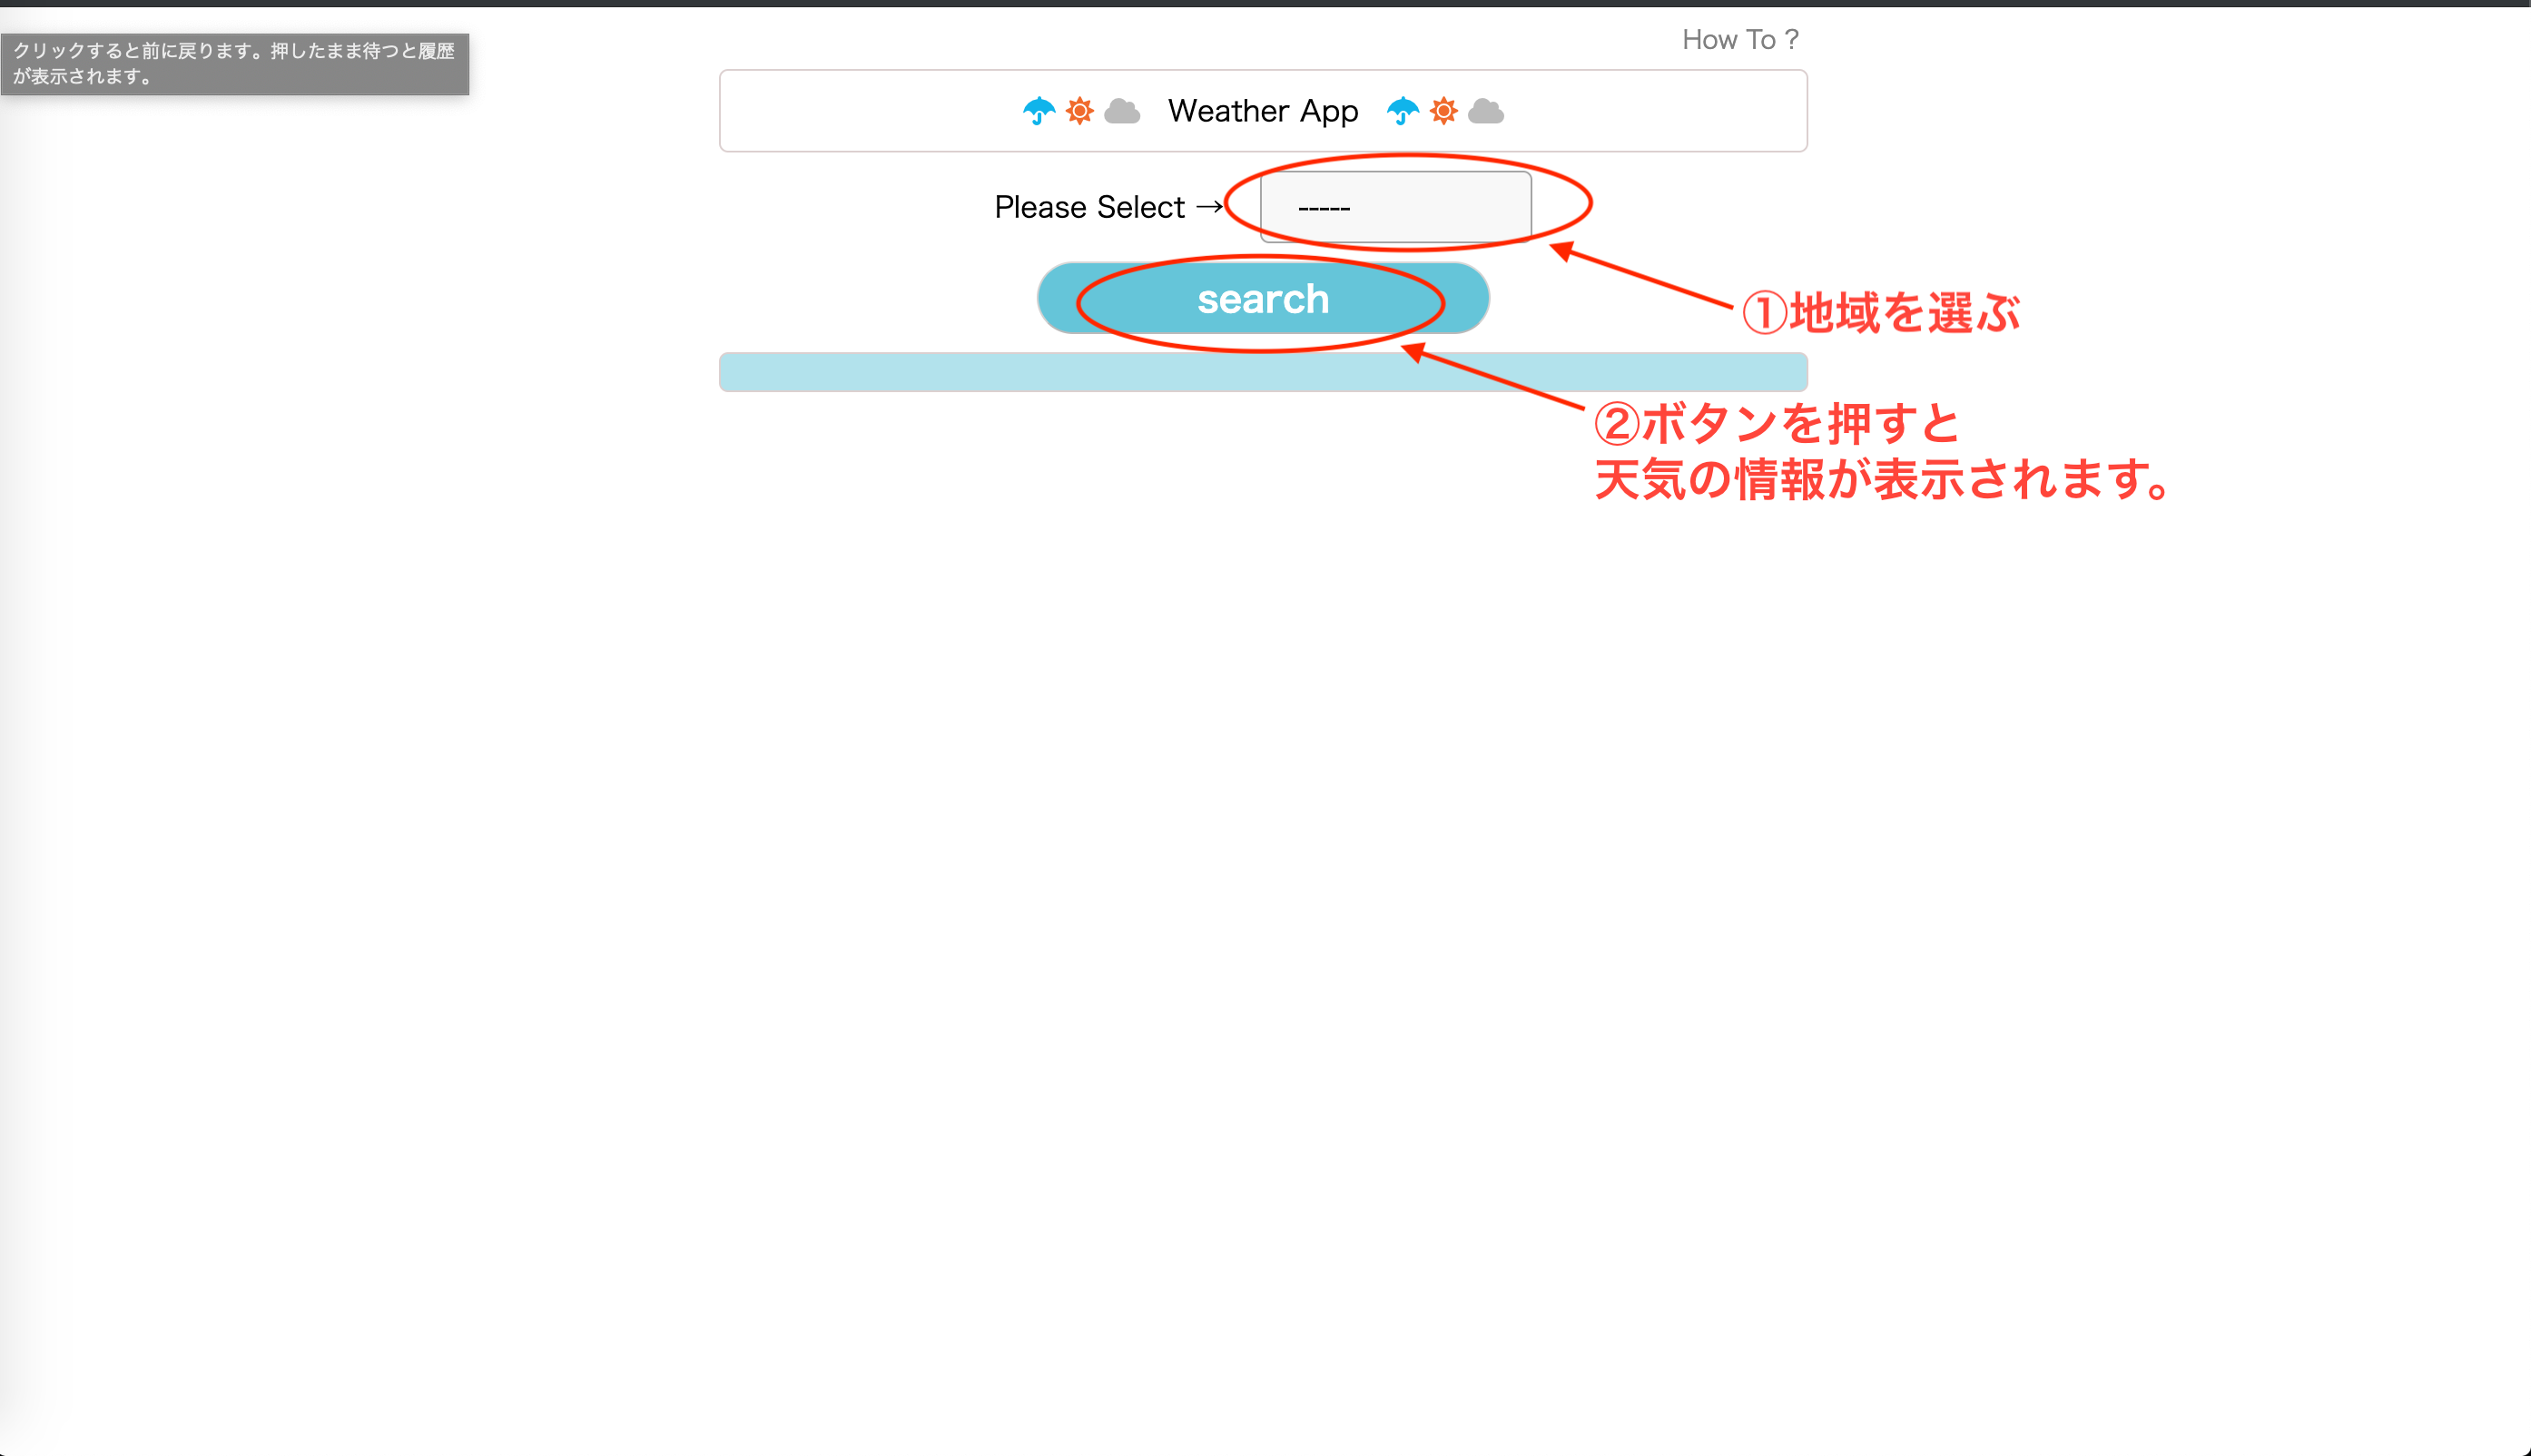 How To ?
クリックすると前に戻ります。押したまま待つと履歴
が表示されます。
Weather App
Please Select → -----
search
①地域を選ぶ
②ボタンを押すと
天気の情報が表示されます。